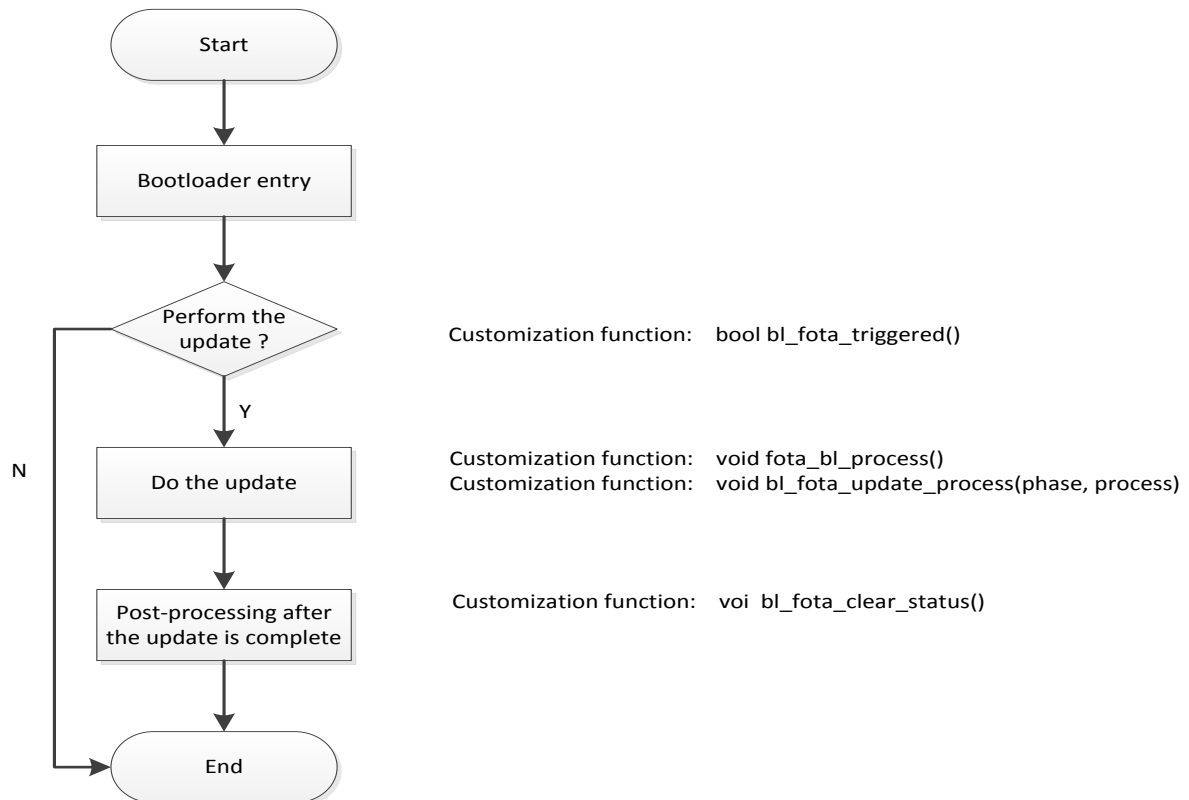 Start
Bootloader entry
Perform the
update ?
Customization function: bool bl_fota_triggered()
Y
N
Do the update
Customization function: void fota_bl_process()
Customization function: void bl_fota_update_process(phase, process)
Post-processing after
the update is complete
Customization function: voi bl_fota_clear_status()
End